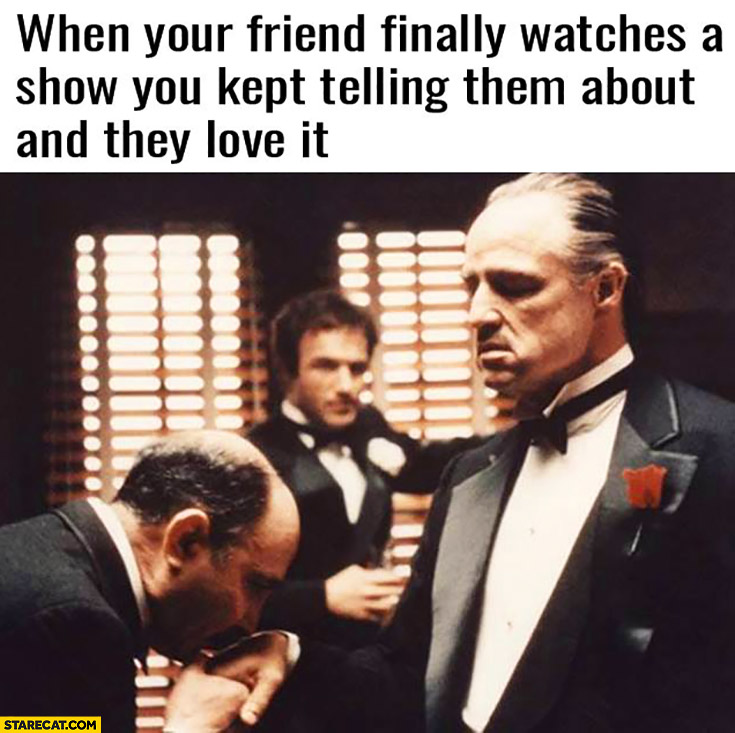 When your friend finally watches a
show you kept telling them about
and they love it
STARECAT.COM